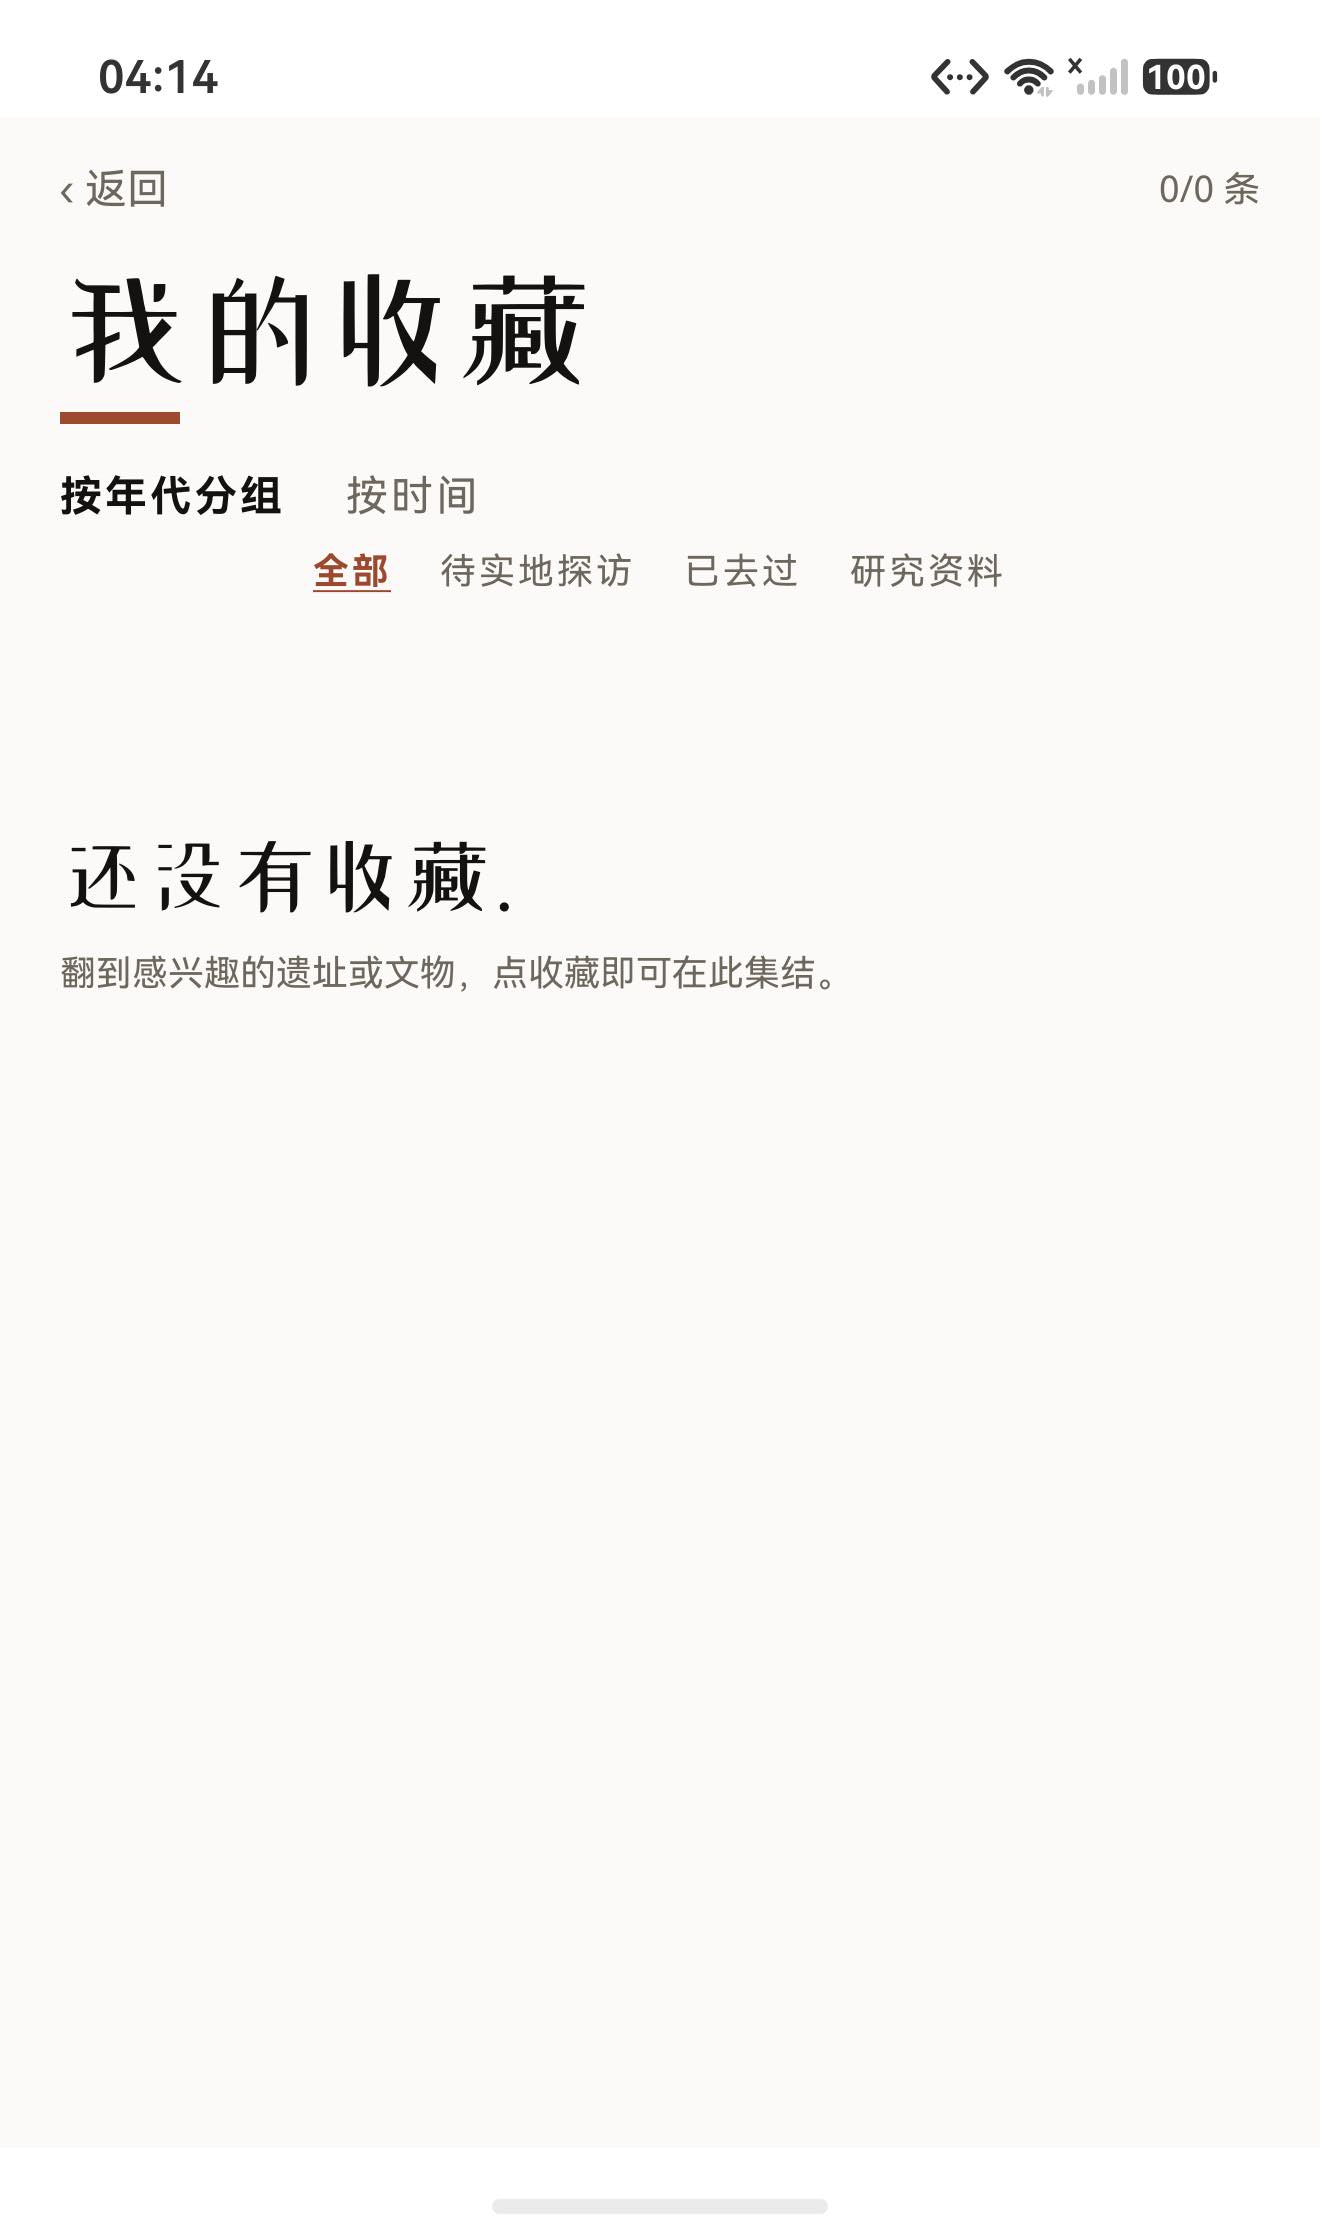 04:14
100
‹ 返回
0/0 条
我的收藏
按年代分组 按时间
全部 待实地探访 已去过 研究资料
还没有收藏.
翻到感兴趣的遗址或文物，点收藏即可在此集结。